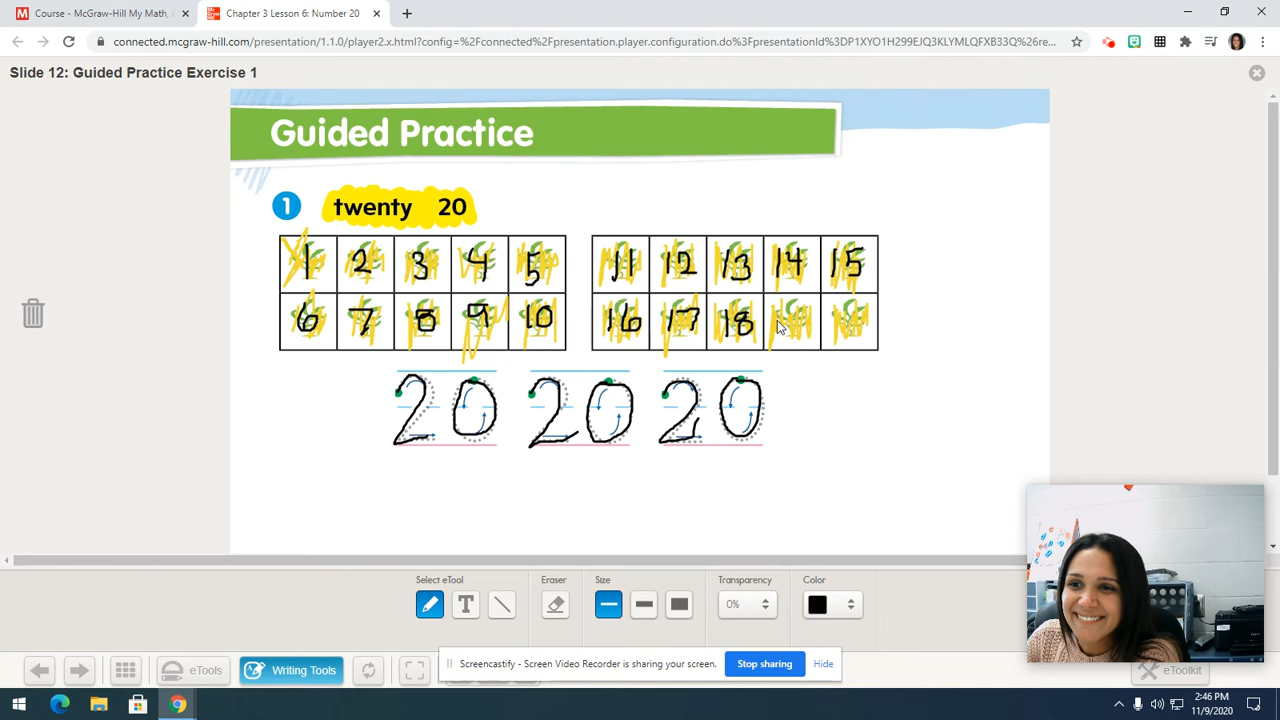 Course - McGraw-Hill My Math,
Chapter 3 Lesson 6: Number 20
connected.mcgraw-hill.com/presentation/1.1.0/player2.x.html?config=%2Fconnected%2Fpresentation.player.configuration.do%3FpresentationId%3DP1XYO1H299EJQ3KLYMLQFXB33Q%26re...
Slide 12: Guided Practice Exercise 1
Guided Practice
1 twenty 20
1 2 3 4 5 11 12 13 14 15
6 7 8 9 10 16 17 18
20 20 20
Select eTool Eraser Size Transparency Color
T 0%
eTools Writing Tools Screencastify - Screen Video Recorder is sharing your screen. Stop sharing Hide eToolkit
2:46 PM
11/9/2020